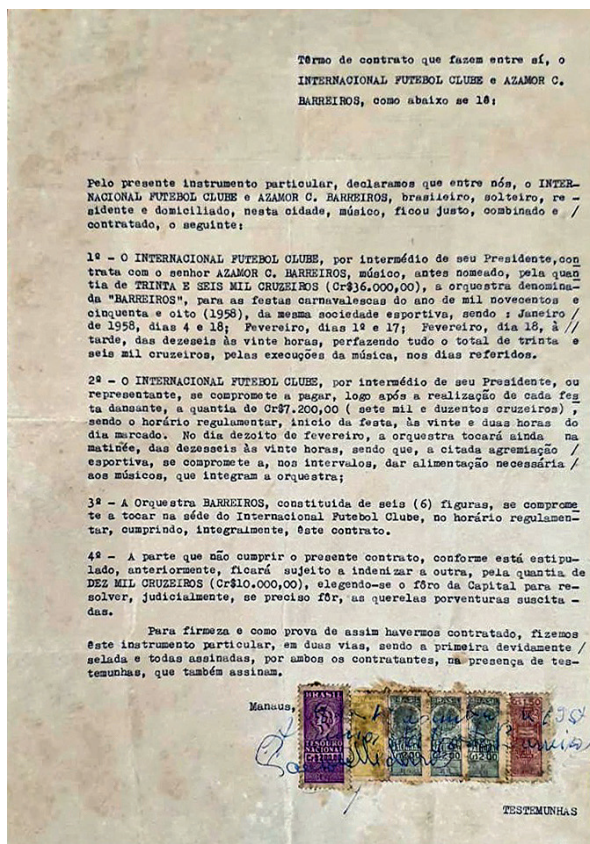 Têrmo de contrato que fazem entre sí, o
INTERNACIONAL FUTEBOL CLUBE e AZAMOR C.
BARREIROS, como abaixo se lê:
Pelo presente instrumento particular, declaramos que entre nós, o INTER-
NACIONAL FUTEBOL CLUBE e AZAMOR C. BARREIROS, brasileiro, solteiro, re -
sidente e domiciliado, nesta cidade, músico, ficou justo, combinado e /
contratado, o seguinte:
1º - O INTERNACIONAL FUTEBOL CLUBE, por intermédio de seu Presidente,con
trata com o senhor AZAMOR C. BARREIROS, músico, antes nomeado, pela quan
tia de TRINTA E SEIS MIL CRUZEIROS (Cr$36.000,00), a orquestra denomina-
da "BARREIROS", para as festas carnavalescas do ano de mil novecentos e
cinquenta e oito (1958), da mesma sociedade esportiva, sendo : Janeiro /
de 1958, dias 4 e 18; Fevereiro, dias 1º e 17; Fevereiro, dia 18, à //
tarde, das dezeseis às vinte horas, perfazendo tudo o total de trinta e
seis mil cruzeiros, pelas execuções da música, nos dias referidos.
2º - O INTERNACIONAL FUTEBOL CLUBE, por intermédio de seu Presidente, ou
representante, se compromete a pagar, logo após a realização de cada fes
ta dansante, a quantia de Cr$7.200,00 ( sete mil e duzentos cruzeiros) ,
sendo o horário regulamentar, inicio da festa, às vinte e duas horas do
dia marcado. No dia dezoito de fevereiro, a orquestra tocará ainda na
matinée, das dezesseis às vinte horas, sendo que, a citada agremiação /
esportiva, se compromete a, nos intervalos, dar alimentação necessária /
aos músicos, que integram a orquestra;
3º - A Orquestra BARREIROS, constituida de seis (6) figuras, se comprome
te a tocar na séde do Internacional Futebol Clube, no horário regulamen-
tar, cumprindo, integralmente, êste contrato.
4º - A parte que não cumprir o presente contrato, conforme está estipu-
lado, anteriormente, ficará sujeito a indenizar a outra, pela quantia de
DEZ MIL CRUZEIROS (Cr$10.000,00), elegendo-se o fôro da Capital para re-
solver, judicialmente, se preciso fôr, as querelas porventuras suscita -
das.
Para firmeza e como prova de assim havermos contratado, fizemos
êste instrumento particular, em duas vias, sendo a primeira devidamente /
selada e todas assinadas, por ambos os contratantes, na presença de tes-
temunhas, que também assinam.
Manaus,
BRASIL
TESOURO
NACIONAL
TESTEMUNHAS